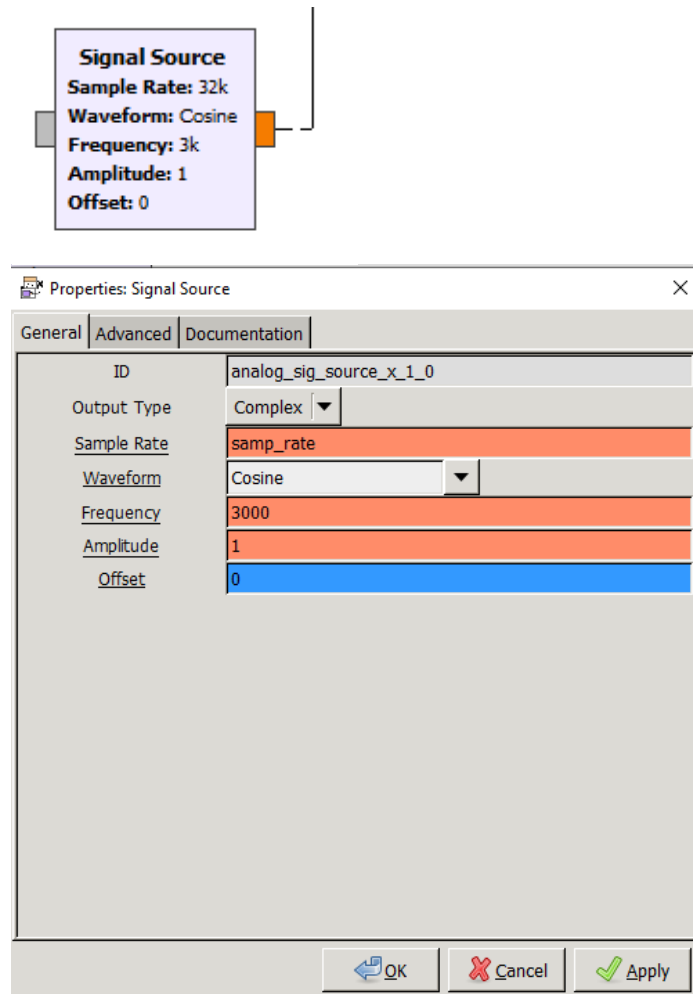 Signal Source
Sample Rate: 32k
Waveform: Cosine
Frequency: 3k
Amplitude: 1
Offset: 0
Properties: Signal Source
General Advanced Documentation
ID analog_sig_source_x_1_0
Output Type Complex
Sample Rate samp_rate
Waveform Cosine
Frequency 3000
Amplitude 1
Offset 0
OK Cancel Apply